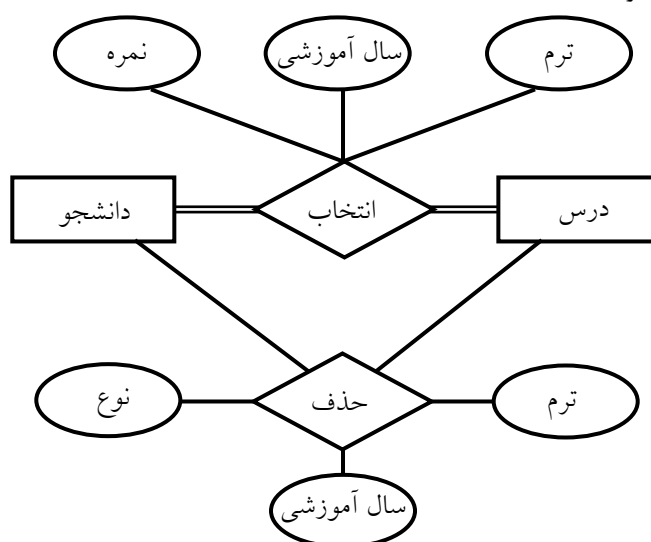 ترم
سال آموزشی
نمره
درس
انتخاب
دانشجو
ترم
حذف
نوع
سال آموزشی